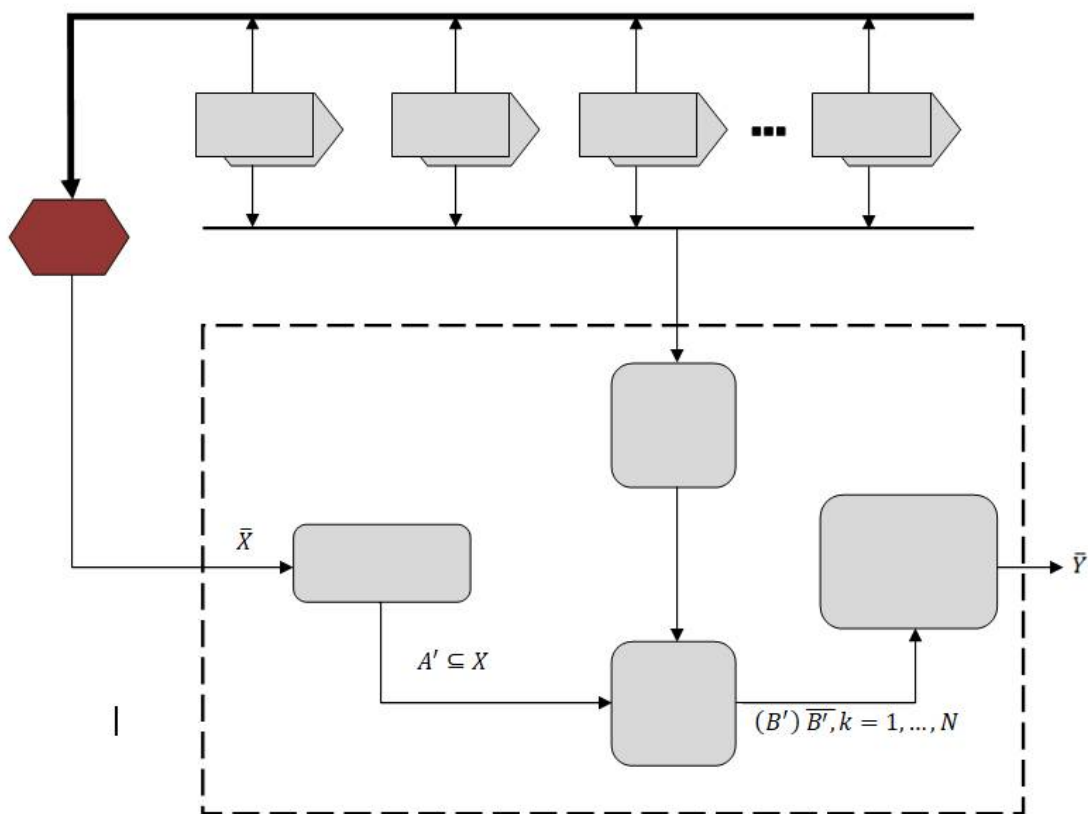 X̄
Ȳ
A′ ⊆ X
(B′) B′̅, k = 1, …, N